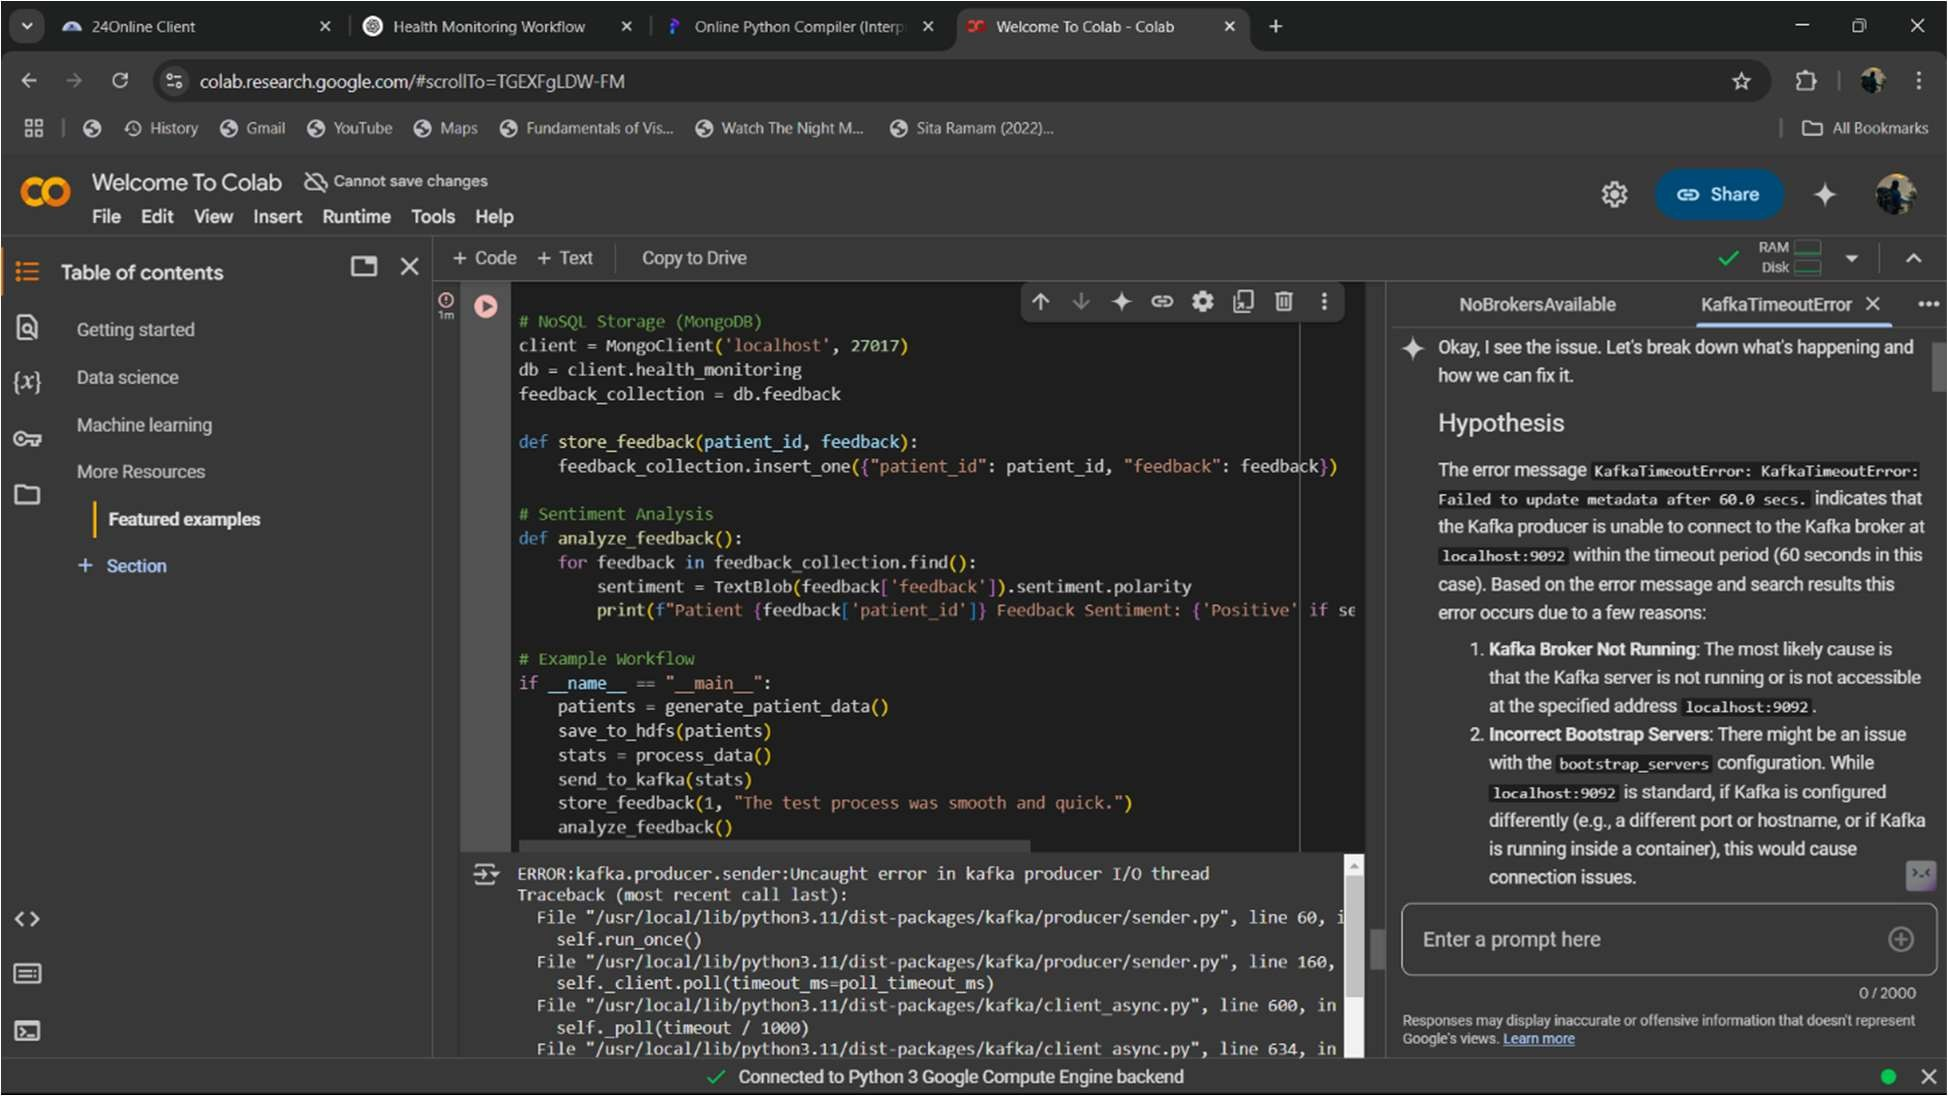 24Online Client
Health Monitoring Workflow
Online Python Compiler (Interp
Welcome To Colab - Colab
colab.research.google.com/#scrollTo=TGEXFgLDW-FM
History
Gmail
YouTube
Maps
Fundamentals of Vis...
Watch The Night M...
Sita Ramam (2022)...
All Bookmarks
Welcome To Colab
Cannot save changes
File Edit View Insert Runtime Tools Help
Share
Table of contents
Getting started
Data science
Machine learning
More Resources
Featured examples
+ Section
+ Code + Text Copy to Drive
RAM
Disk
1m
# NoSQL Storage (MongoDB)
client = MongoClient('localhost', 27017)
db = client.health_monitoring
feedback_collection = db.feedback
def store_feedback(patient_id, feedback):
feedback_collection.insert_one({"patient_id": patient_id, "feedback": feedback})
# Sentiment Analysis
def analyze_feedback():
for feedback in feedback_collection.find():
sentiment = TextBlob(feedback['feedback']).sentiment.polarity
print(f"Patient {feedback['patient_id']} Feedback Sentiment: {'Positive' if se
# Example Workflow
if __name__ == "__main__":
patients = generate_patient_data()
save_to_hdfs(patients)
stats = process_data()
send_to_kafka(stats)
store_feedback(1, "The test process was smooth and quick.")
analyze_feedback()
ERROR:kafka.producer.sender:Uncaught error in kafka producer I/O thread
Traceback (most recent call last):
File "/usr/local/lib/python3.11/dist-packages/kafka/producer/sender.py", line 60, i
self.run_once()
File "/usr/local/lib/python3.11/dist-packages/kafka/producer/sender.py", line 160,
self._client.poll(timeout_ms=poll_timeout_ms)
File "/usr/local/lib/python3.11/dist-packages/kafka/client_async.py", line 600, in
self._poll(timeout / 1000)
File "/usr/local/lib/python3.11/dist-packages/kafka/client_async.py", line 634, in
NoBrokersAvailable
KafkaTimeoutError
Okay, I see the issue. Let's break down what's happening and
how we can fix it.
Hypothesis
The error message KafkaTimeoutError: KafkaTimeoutError:
Failed to update metadata after 60.0 secs. indicates that
the Kafka producer is unable to connect to the Kafka broker at
localhost:9092 within the timeout period (60 seconds in this
case). Based on the error message and search results this
error occurs due to a few reasons:
1. Kafka Broker Not Running: The most likely cause is
that the Kafka server is not running or is not accessible
at the specified address localhost:9092.
2. Incorrect Bootstrap Servers: There might be an issue
with the bootstrap_servers configuration. While
localhost:9092 is standard, if Kafka is configured
differently (e.g., a different port or hostname, or if Kafka
is running inside a container), this would cause
connection issues.
Enter a prompt here
0 / 2000
Responses may display inaccurate or offensive information that doesn't represent
Google's views. Learn more
Connected to Python 3 Google Compute Engine backend